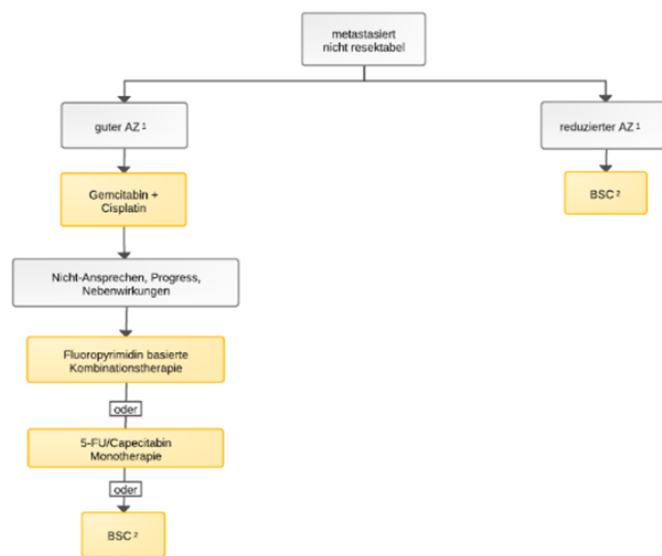 metastasiert
nicht resektabel
guter AZ 1
reduzierter AZ 1
Gemcitabin +
Cisplatin
BSC 2
Nicht-Ansprechen, Progress,
Nebenwirkungen
Fluoropyrimidin basierte
Kombinationstherapie
oder
5-FU/Capecitabin
Monotherapie
oder
BSC 2